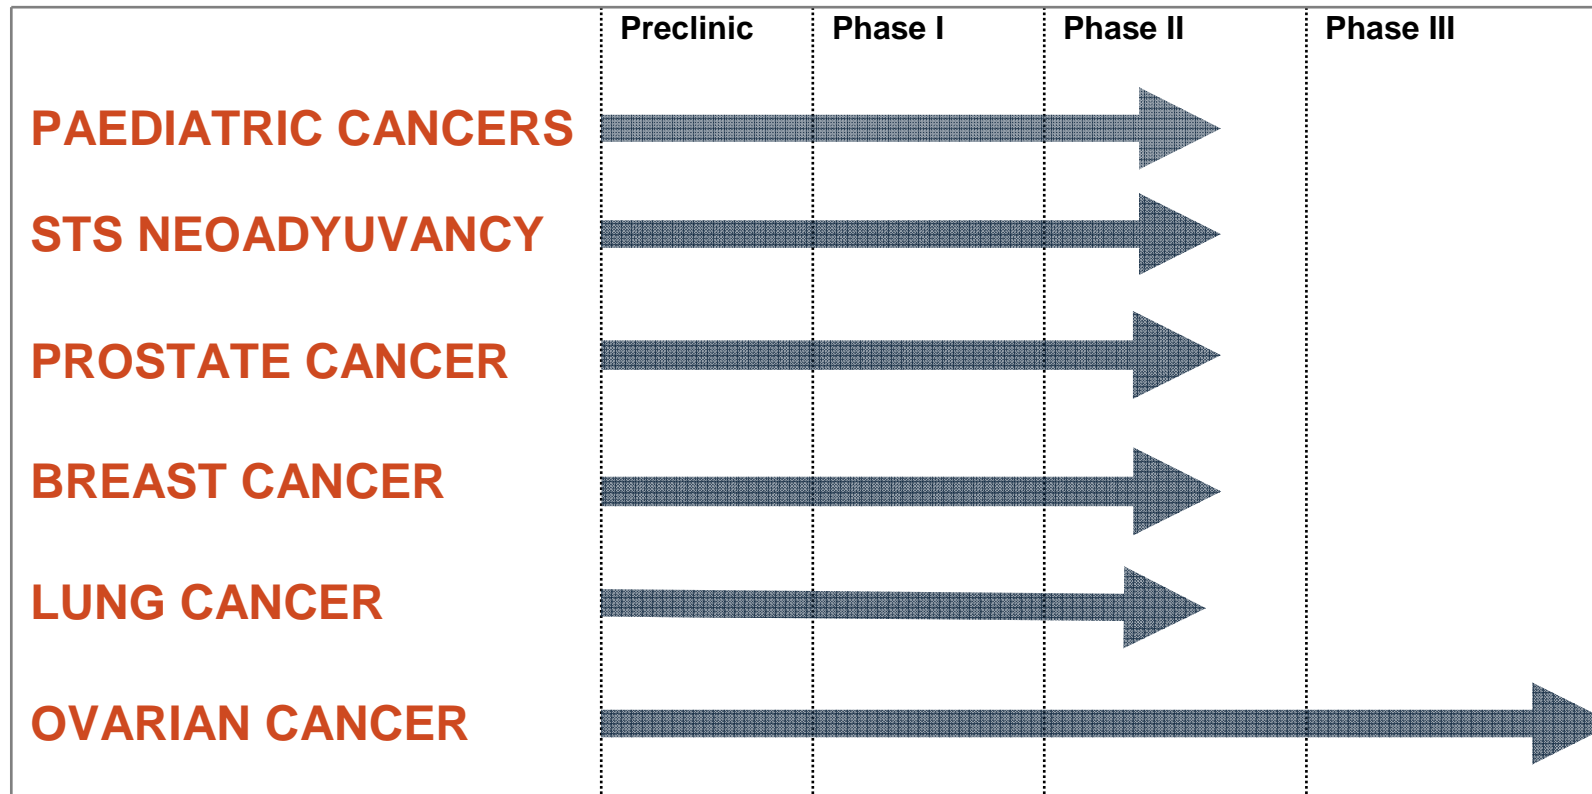 Preclinic Phase I Phase II Phase III
PAEDIATRIC CANCERS
STS NEOADYUVANCY
PROSTATE CANCER
BREAST CANCER
LUNG CANCER
OVARIAN CANCER